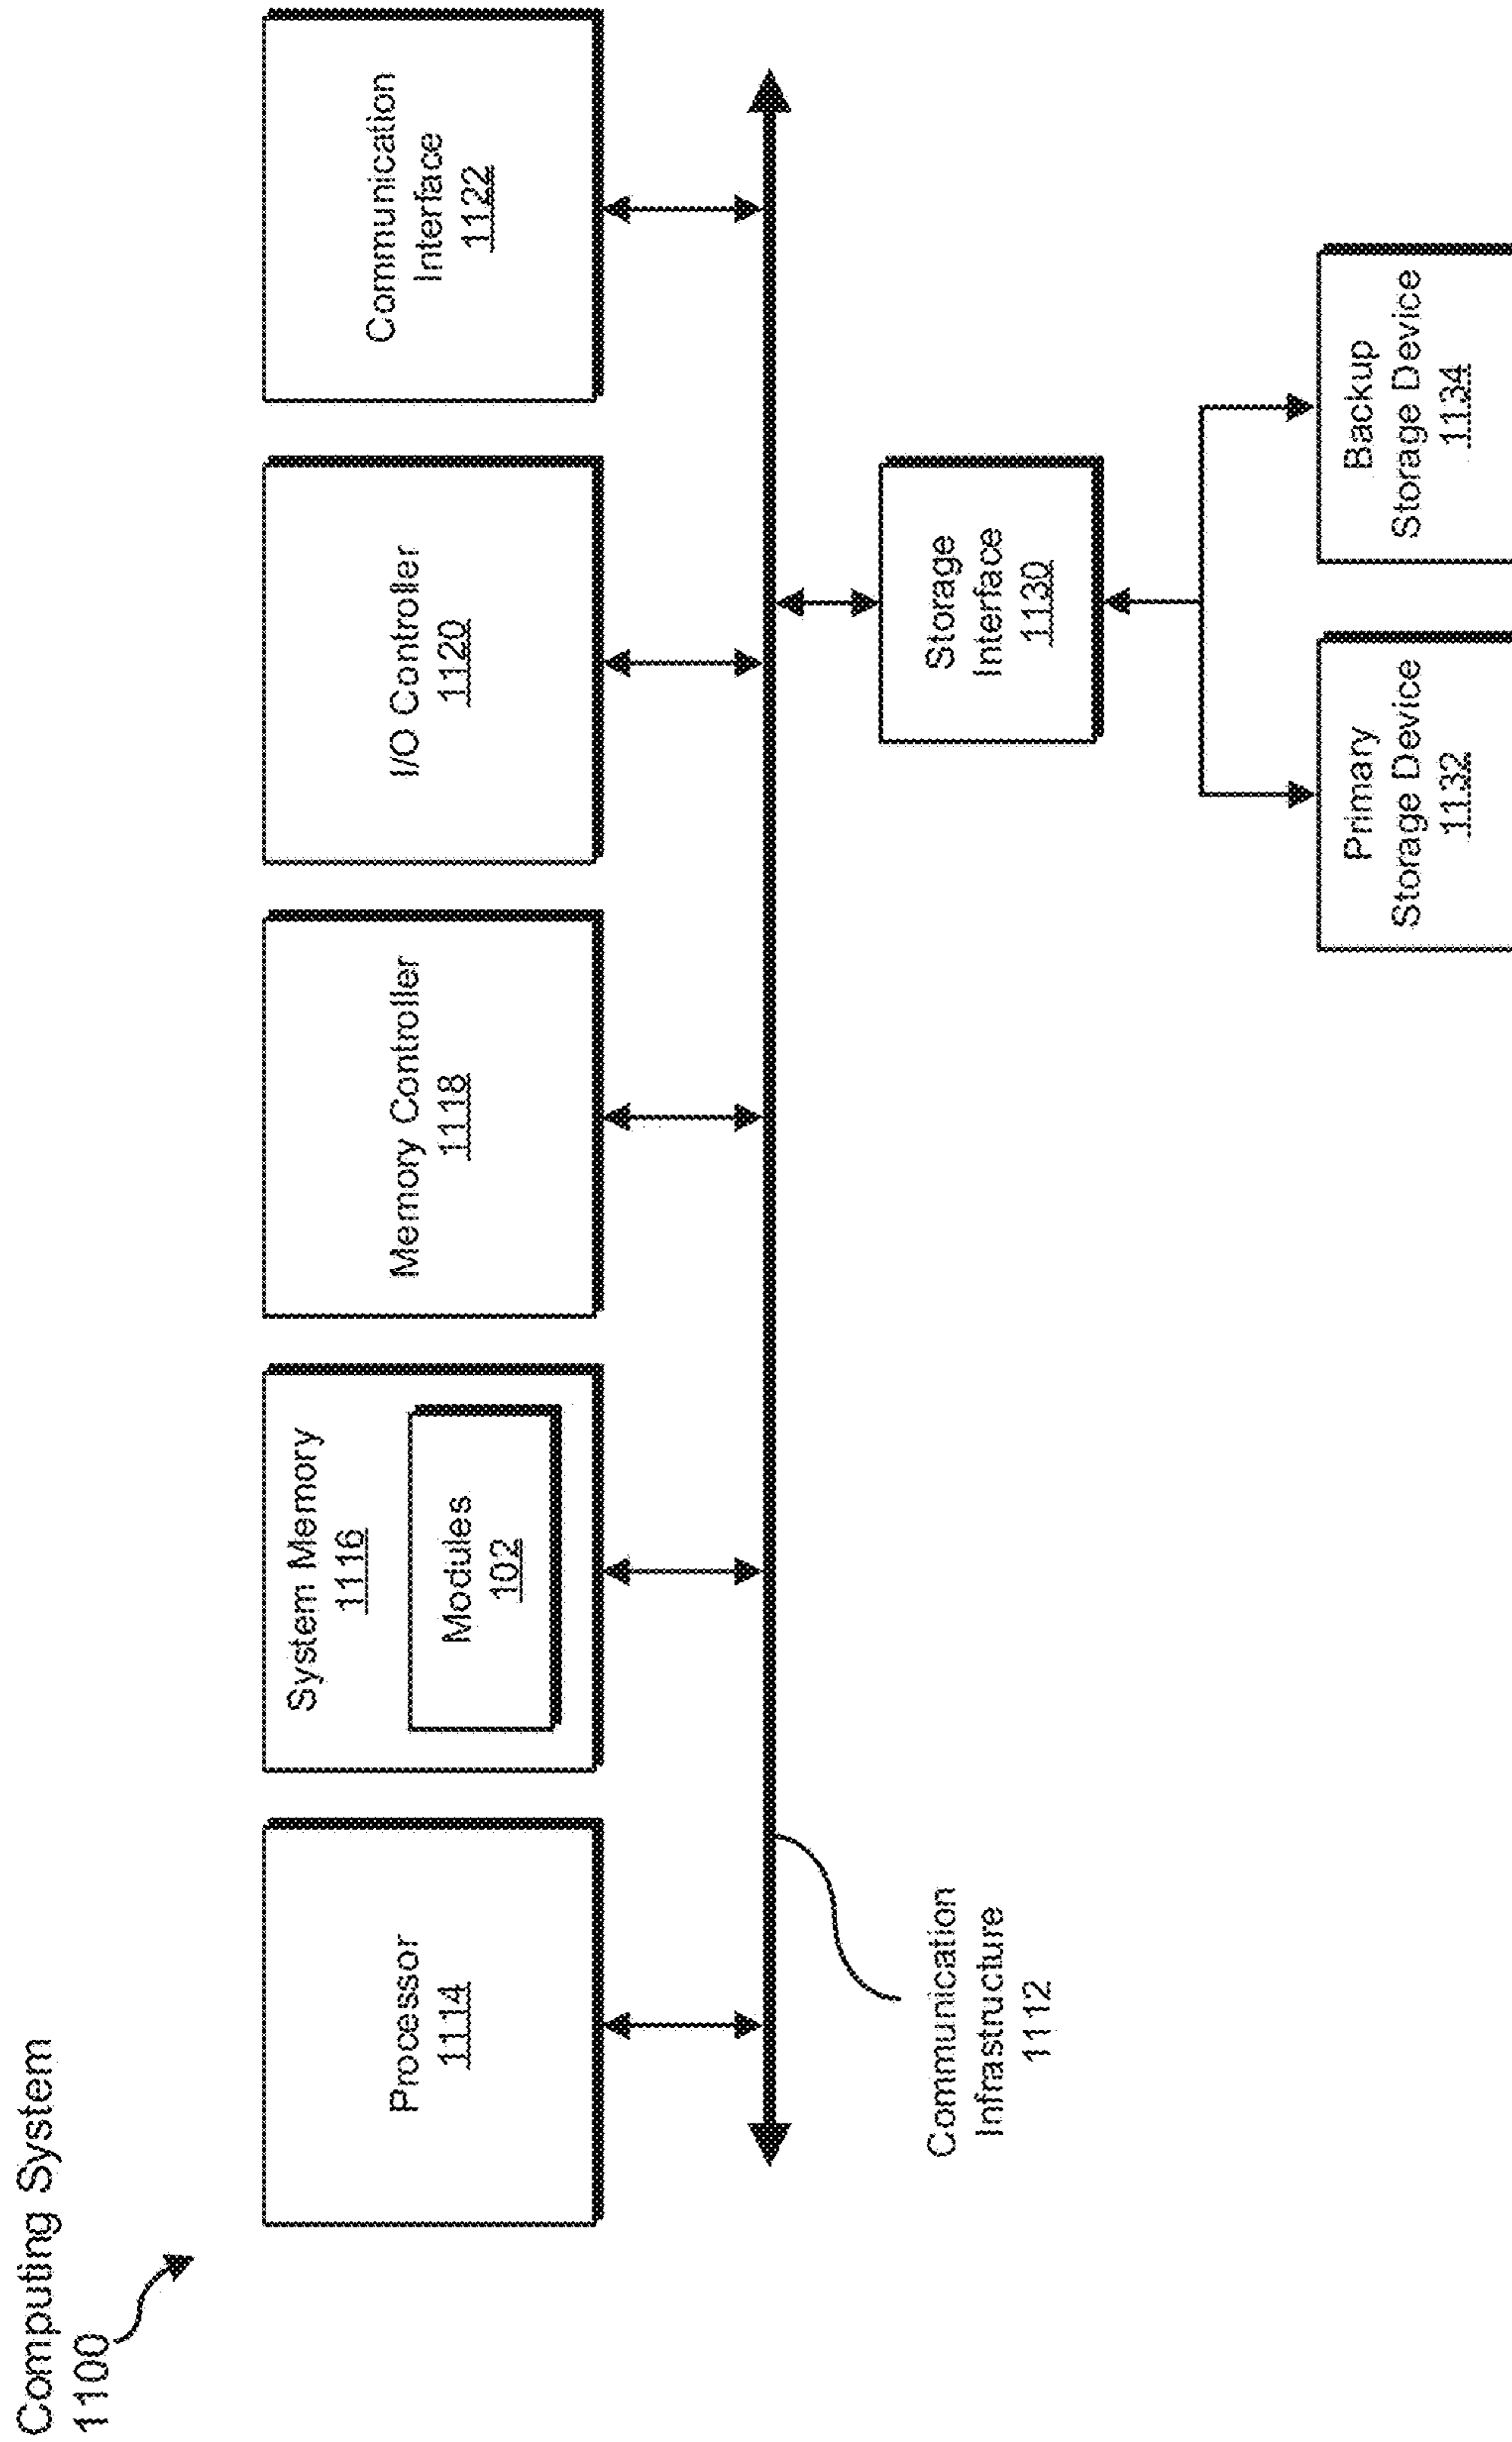 Computing System
1100
Processor
1114
System Memory
1116
Modules
102
Memory Controller
1118
I/O Controller
1120
Communication
Interface
1122
Communication
Infrastructure
1112
Storage
Interface
1130
Primary
Storage Device
1132
Backup
Storage Device
1134